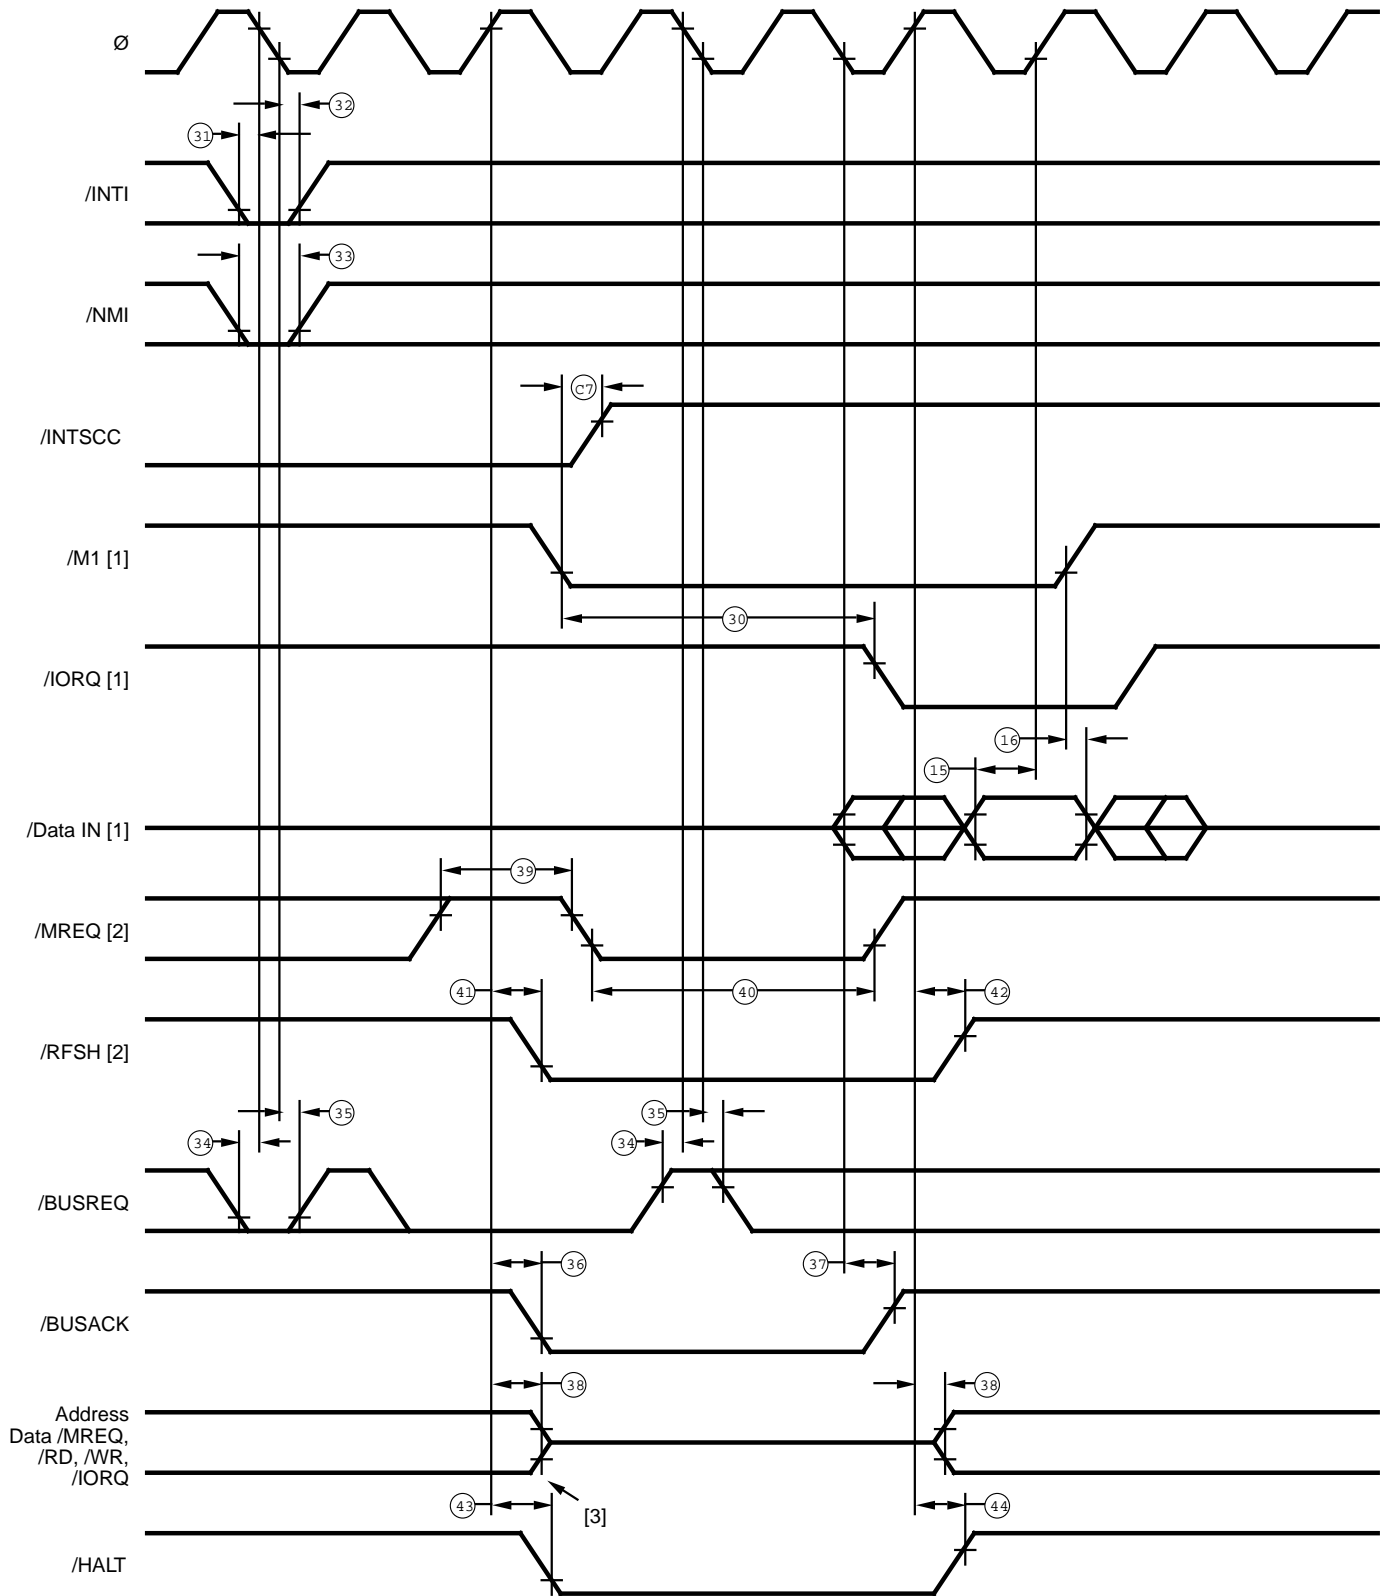 Ø
32
31
/INTI
33
/NMI
C7
/INTSCC
/M1 [1]
30
/IORQ [1]
16
15
/Data IN [1]
39
/MREQ [2]
41
40
42
/RFSH [2]
35
35
34
34
/BUSREQ
36
37
/BUSACK
38
38
Address
Data /MREQ,
/RD, /WR,
/IORQ
43
[3]
44
/HALT